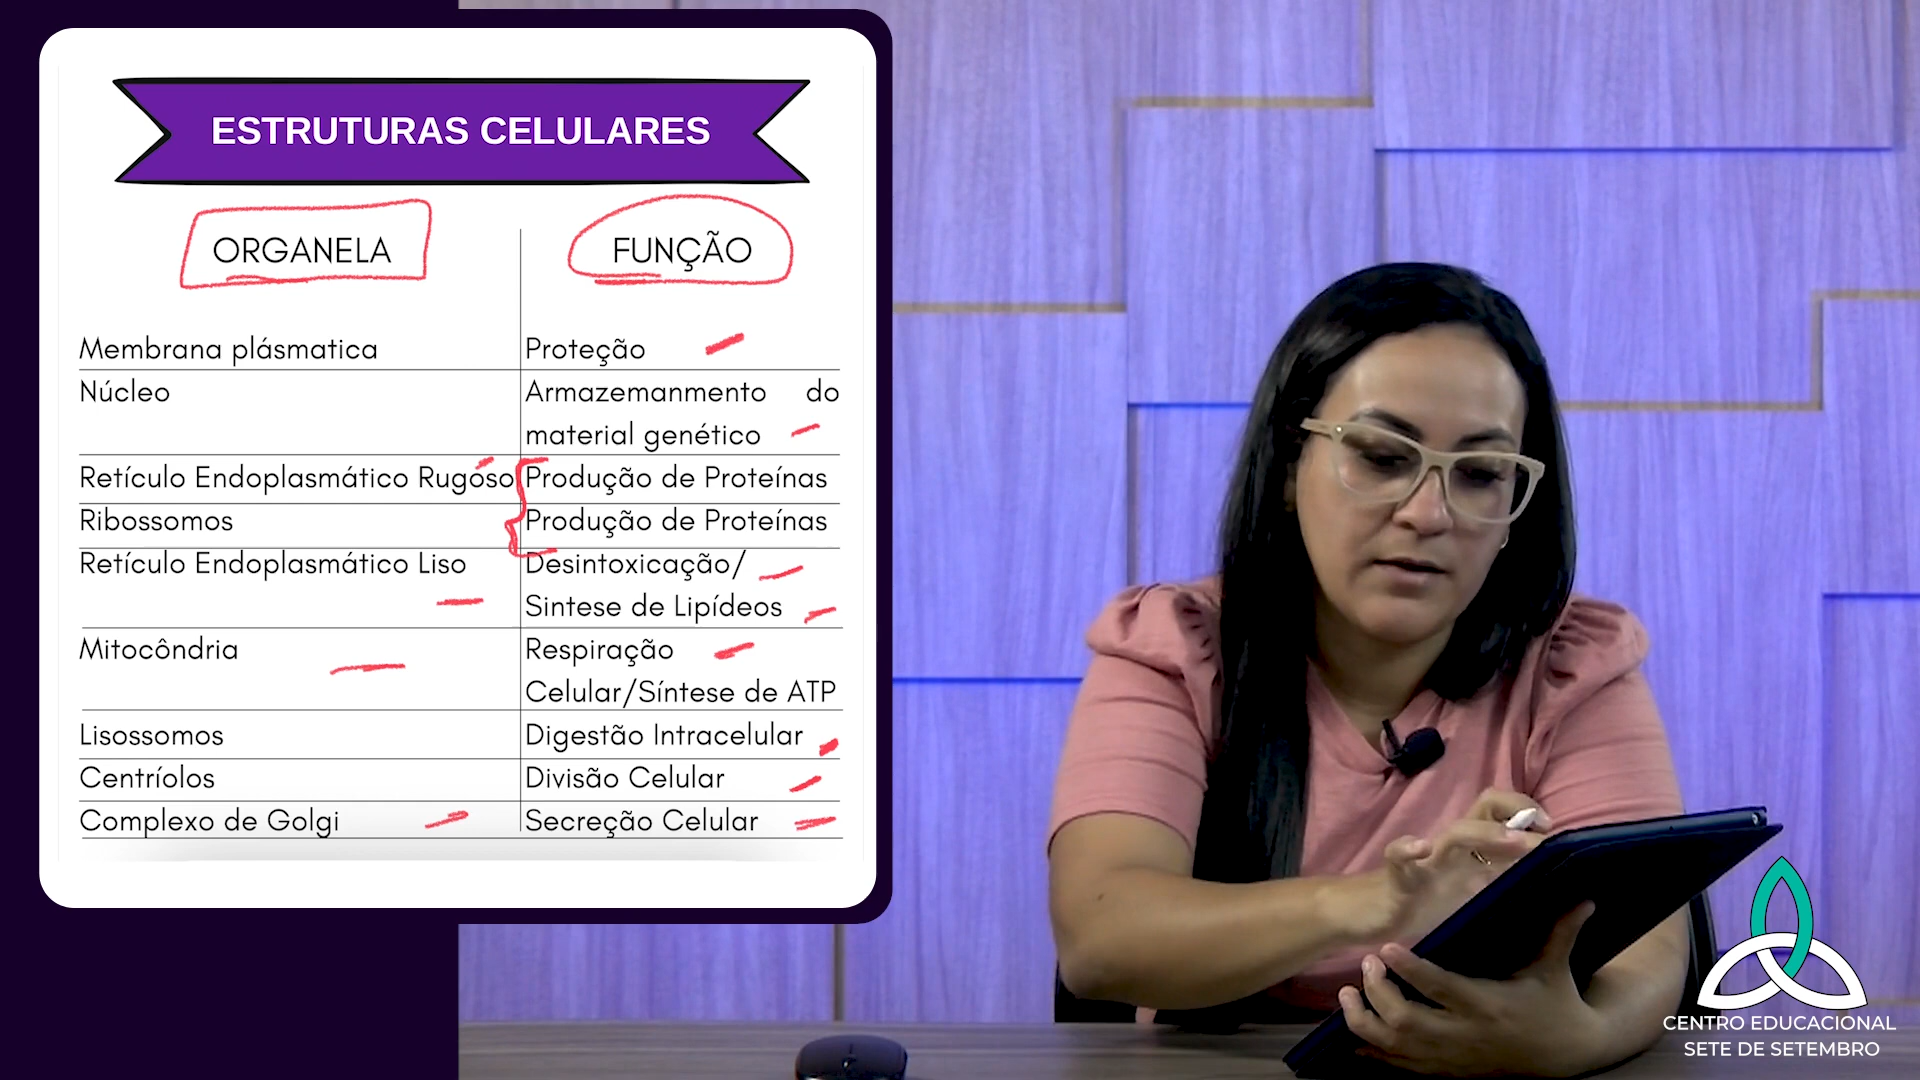 ESTRUTURAS CELULARES
ORGANELA FUNÇÃO
Membrana plásmatica Proteção
Núcleo Armazemanmento do
material genético
Retículo Endoplasmático Rugoso Produção de Proteínas
Ribossomos Produção de Proteínas
Retículo Endoplasmático Liso Desintoxicação/
Sintese de Lipídeos
Mitocôndria Respiração
Celular/Síntese de ATP
Lisossomos Digestão Intracelular
Centríolos Divisão Celular
Complexo de Golgi Secreção Celular
CENTRO EDUCACIONAL
SETE DE SETEMBRO